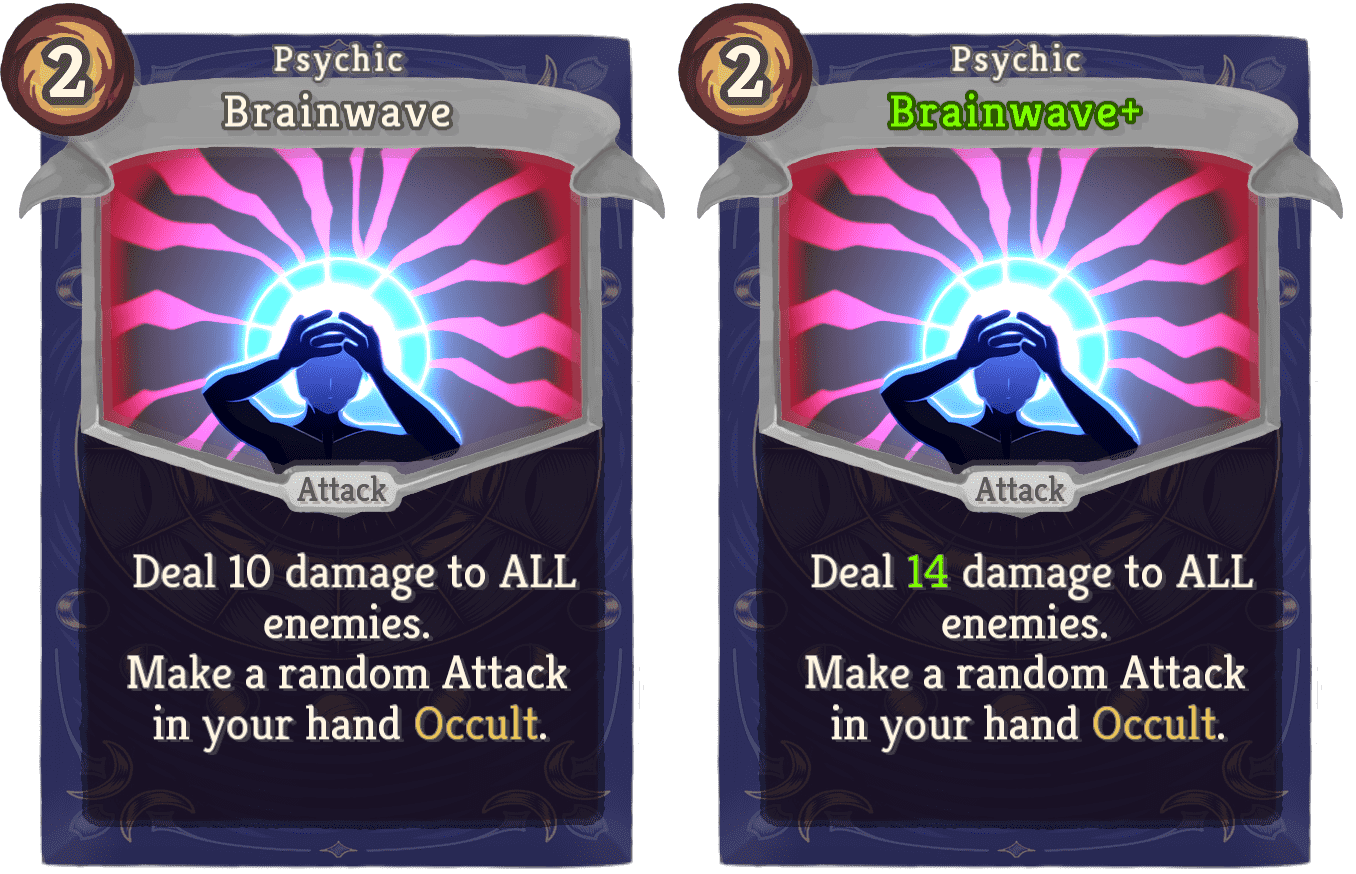 2
Psychic
Brainwave
Attack
Deal 10 damage to ALL
enemies.
Make a random Attack
in your hand Occult.
2
Psychic
Brainwave+
Attack
Deal 14 damage to ALL
enemies.
Make a random Attack
in your hand Occult.